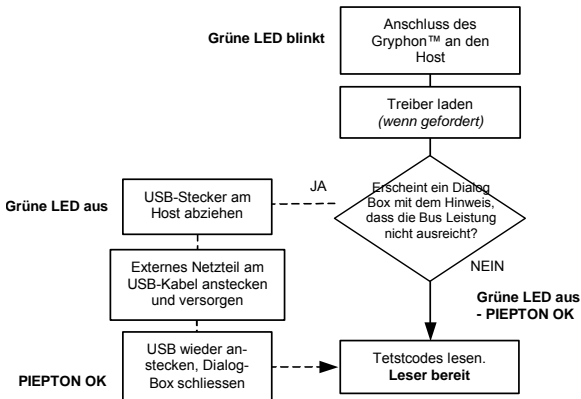 Grüne LED blinkt
Anschluss des
Gryphon™ an den
Host
Treiber laden
(wenn gefordert)
Erscheint ein Dialog
Box mit dem Hinweis,
dass die Bus Leistung
nicht ausreicht?
JA
NEIN
Grüne LED aus
USB-Stecker am
Host abziehen
Externes Netzteil am
USB-Kabel anstecken
und versorgen
Grüne LED aus
- PIEPTON OK
PIEPTON OK
USB wieder an-
stecken, Dialog-
Box schliessen
Tetstcodes lesen.
Leser bereit